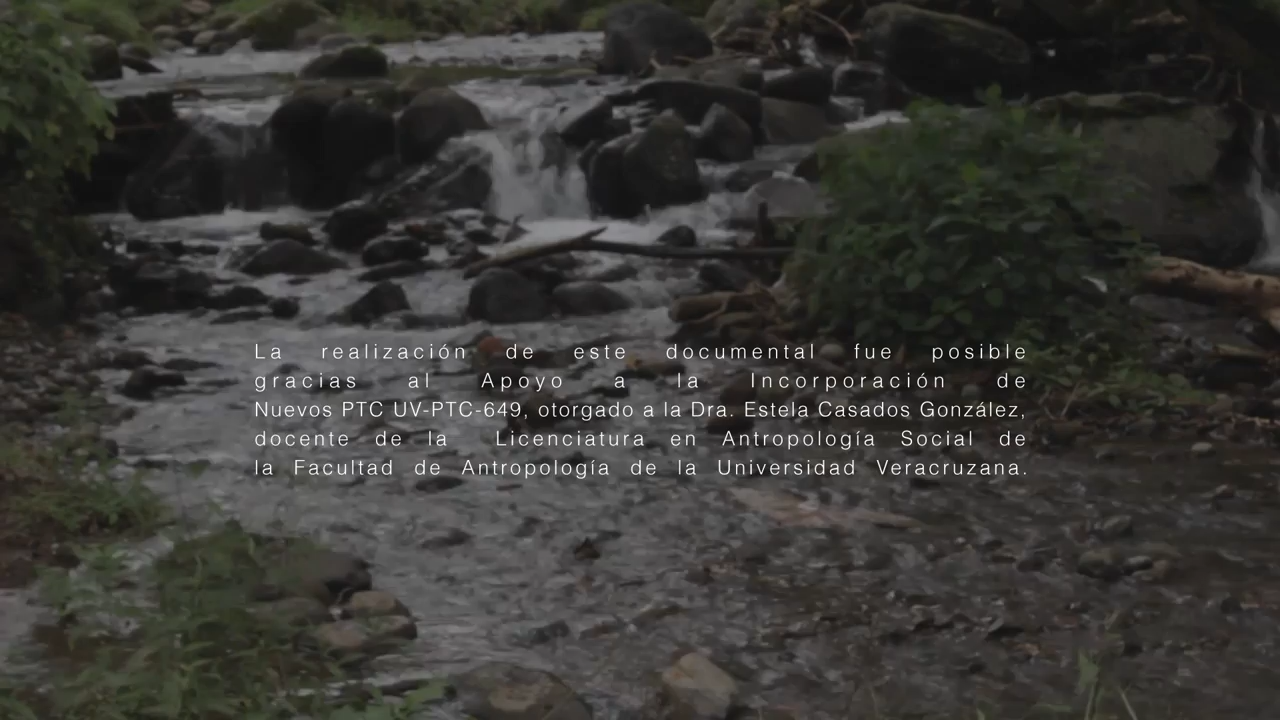 La realización de este documental fue posible
gracias al Apoyo a la Incorporación de
Nuevos PTC UV-PTC-649, otorgado a la Dra. Estela Casados González,
docente de la Licenciatura en Antropología Social de
la Facultad de Antropología de la Universidad Veracruzana.